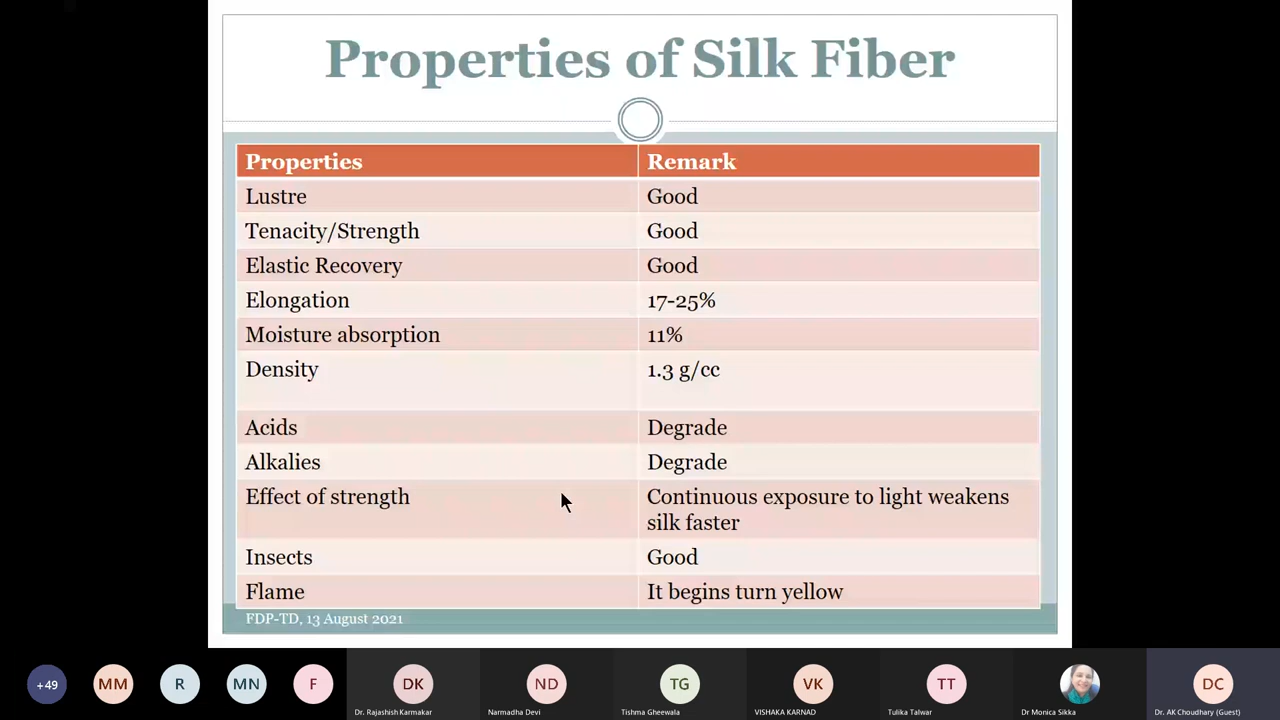 Properties of Silk Fiber
Properties Remark
Lustre Good
Tenacity/Strength Good
Elastic Recovery Good
Elongation 17-25%
Moisture absorption 11%
Density 1.3 g/cc
Acids Degrade
Alkalies Degrade
Effect of strength Continuous exposure to light weakens
silk faster
Insects Good
Flame It begins turn yellow
FDP-TD, 13 August 2021
+49 MM R MN F DK ND TG VK TT DC
Dr. Rajashish Karmakar Narmadha Devi Tishma Gheewala VISHAKA KARNAD Tulika Talwar Dr Monica Sikka Dr. AK Choudhary (Guest)